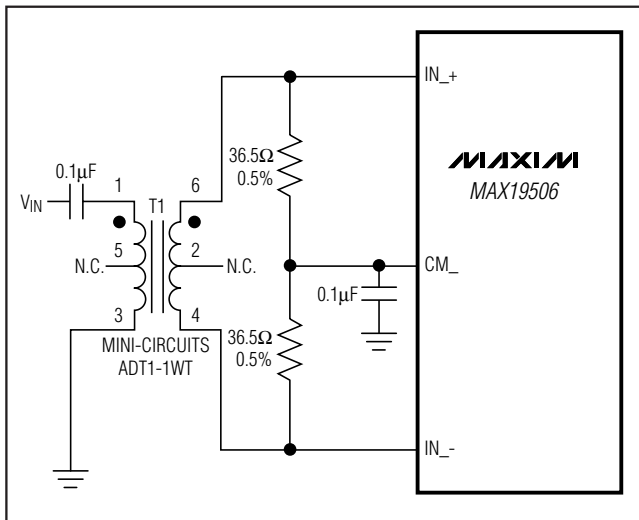 IN_+
36.5Ω
0.5%
MAXIM
MAX19506
0.1μF
1
6
T1
VIN
5
2
N.C.
N.C.
CM_
0.1μF
3
4
36.5Ω
0.5%
MINI-CIRCUITS
ADT1-1WT
IN_-